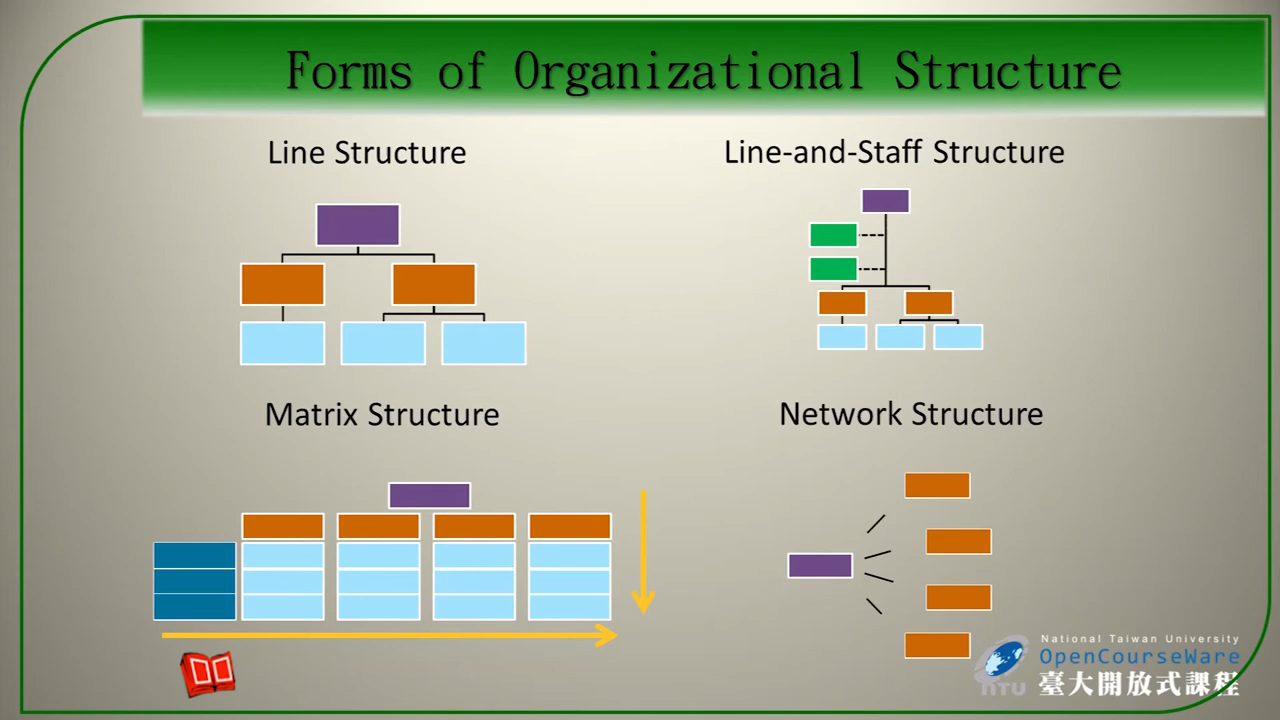 Forms of Organizational Structure
Line Structure
Line-and-Staff Structure
Matrix Structure
Network Structure
National Taiwan University
OpenCourseWare
NTU
臺大開放式課程